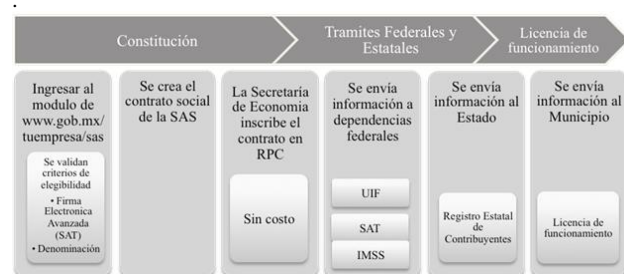 Constitución
Tramites Federales y
Estatales
Licencia de
funcionamiento
Ingresar al
modulo de
www.gob.mx/
tuempresa/sas
Se validan
criterios de
elegibilidad
• Firma
Electronica
Avanzada
(SAT)
• Denominación
Se crea el
contrato social
de la SAS
La Secretaría
de Economia
inscribe el
contrato en
RPC
Sin costo
Se envía
información a
dependencias
federales
UIF
SAT
IMSS
Se envía
información al
Estado
Registro Estatal
de
Contribuyentes
Se envía
información al
Municipio
Licencia de
funcionamiento